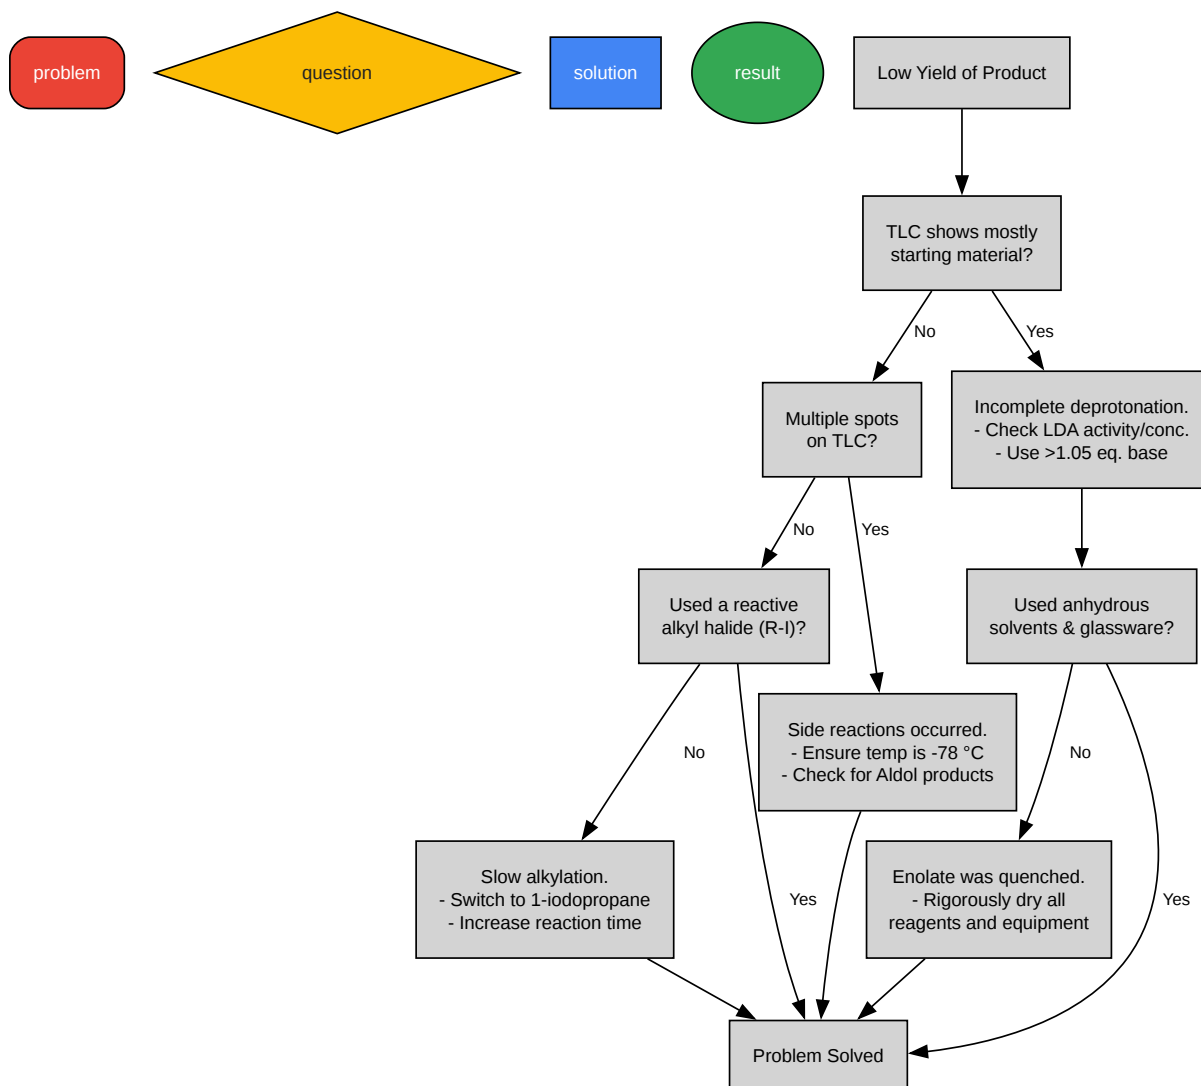 problem
question
solution
result
Low Yield of Product
TLC shows mostly
starting material?
No
Yes
Multiple spots
on TLC?
Incomplete deprotonation.
- Check LDA activity/conc.
- Use >1.05 eq. base
No
Yes
Used a reactive
alkyl halide (R-I)?
Used anhydrous
solvents & glassware?
No
Side reactions occurred.
- Ensure temp is -78 °C
- Check for Aldol products
No
Slow alkylation.
- Switch to 1-iodopropane
- Increase reaction time
Yes
Enolate was quenched.
- Rigorously dry all
reagents and equipment
Yes
Problem Solved